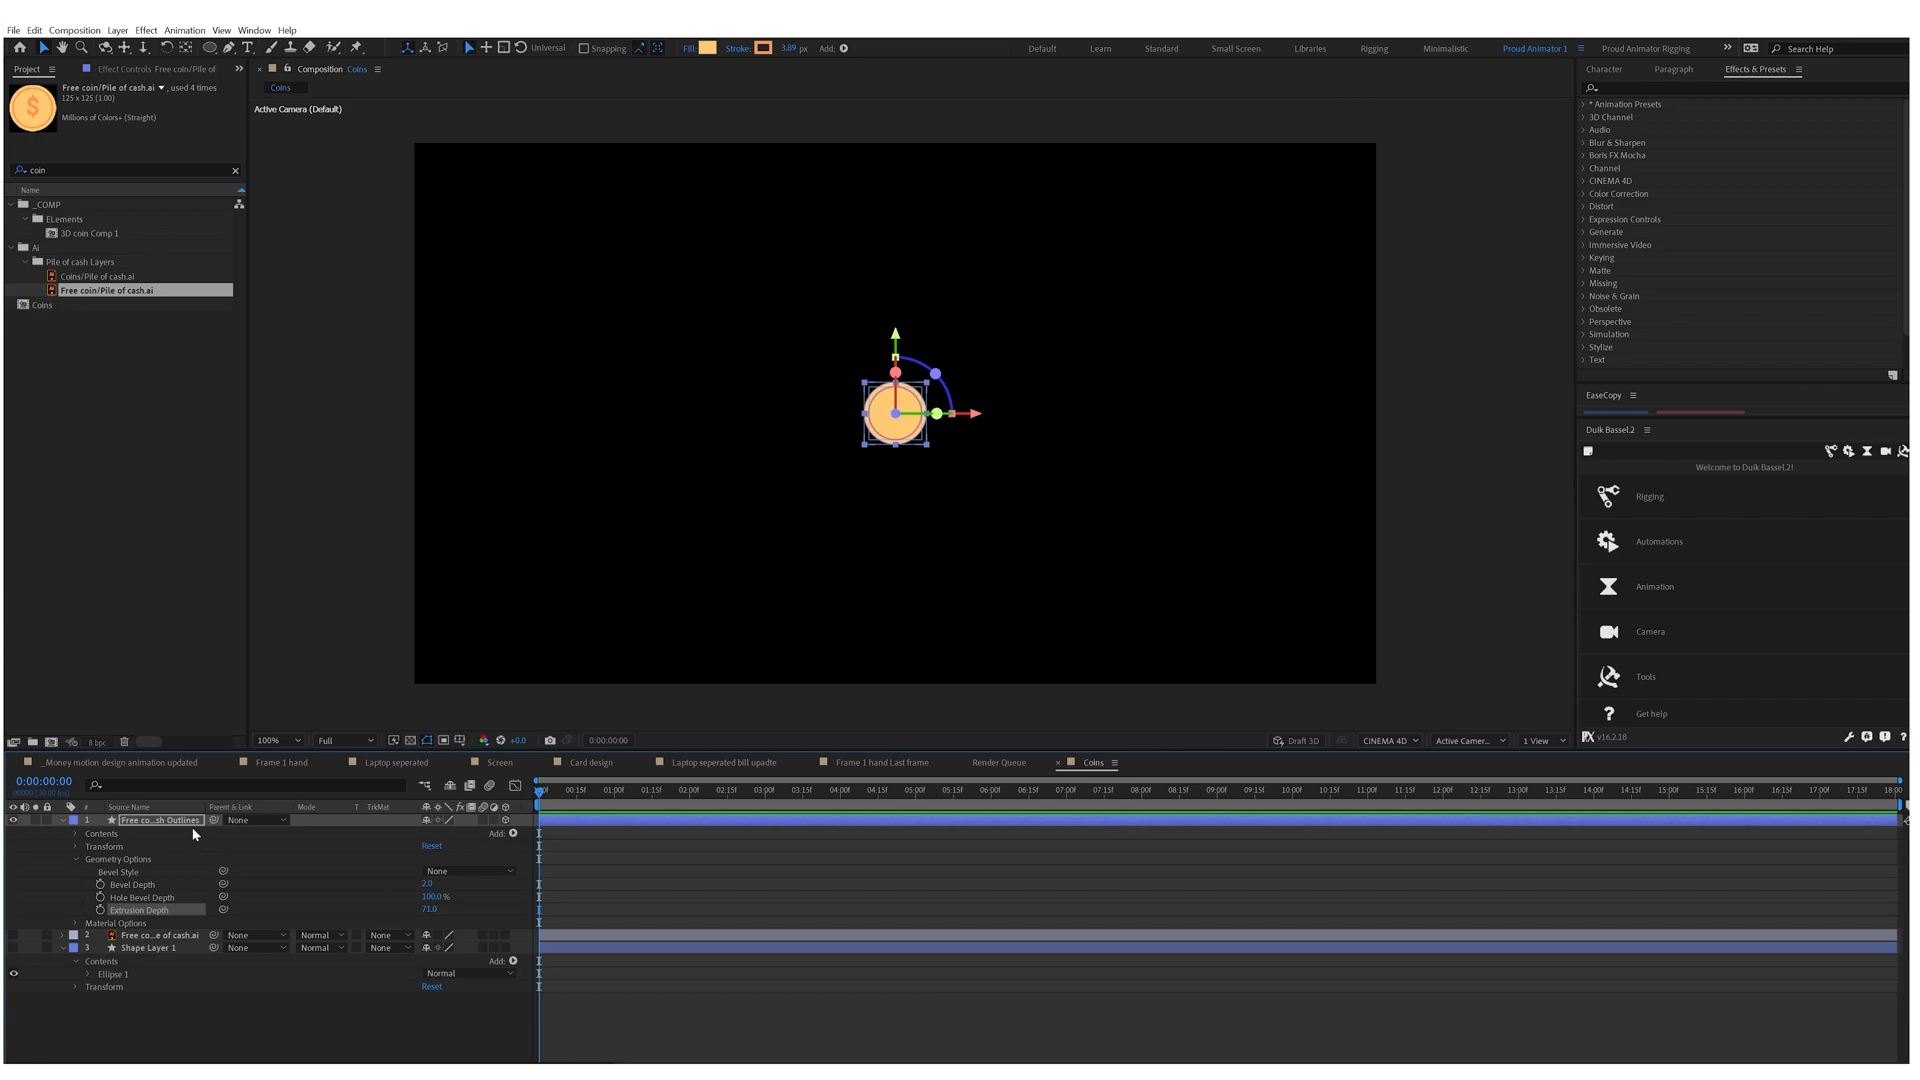 File Edit Composition Layer Effect Animation View Window Help
Universal Snapping Fill: Stroke: 3.89 px Add: Default Learn Standard Small Screen Libraries Rigging Minimalistic Proud Animator 1 Proud Animator Rigging Search Help
Project Effect Controls Free coin/Pile of
Composition Coins
Character Paragraph Effects & Presets
Free coin/Pile of cash.ai , used 4 times
125 x 125 (1.00)
Millions of Colors+ (Straight)
Coins
Active Camera (Default)
coin
Name
_COMP
ELements
3D coin Comp 1
Ai
Pile of cash Layers
Coins/Pile of cash.ai
Free coin/Pile of cash.ai
Coins
* Animation Presets
3D Channel
Audio
Blur & Sharpen
Boris FX Mocha
Channel
CINEMA 4D
Color Correction
Distort
Expression Controls
Generate
Immersive Video
Keying
Matte
Missing
Noise & Grain
Obsolete
Perspective
Simulation
Stylize
Text
EaseCopy
Duik Bassel.2
Welcome to Duik Bassel.2!
Rigging
Automations
Animation
Camera
Tools
Get help
v16.2.18
8 bpc
100% Full +0.0 0:00:00:00 Draft 3D CINEMA 4D Active Camer... 1 View
_Money motion design animation updated Frame 1 hand Laptop seperated Screen Card design Laptop seperated bill upadte Frame 1 hand Last frame Render Queue Coins
0:00:00:00
00:15f 01:00f 01:15f 02:00f 02:15f 03:00f 03:15f 04:00f 04:15f 05:00f 05:15f 06:00f 06:15f 07:00f 07:15f 08:00f 08:15f 09:00f 09:15f 10:00f 10:15f 11:00f 11:15f 12:00f 12:15f 13:00f 13:15f 14:00f 14:15f 15:00f 15:15f 16:00f 16:15f 17:00f 17:15f 18:00
# Source Name Parent & Link Mode T TrkMat
1 Free co...sh Outlines None
Contents Add:
Transform Reset
Geometry Options
Bevel Style None
Bevel Depth 2.0
Hole Bevel Depth 100.0 %
Extrusion Depth 71.0
Material Options
2 Free co...e of cash.ai None Normal None
3 Shape Layer 1 None Normal None
Contents Add:
Ellipse 1 Normal
Transform Reset